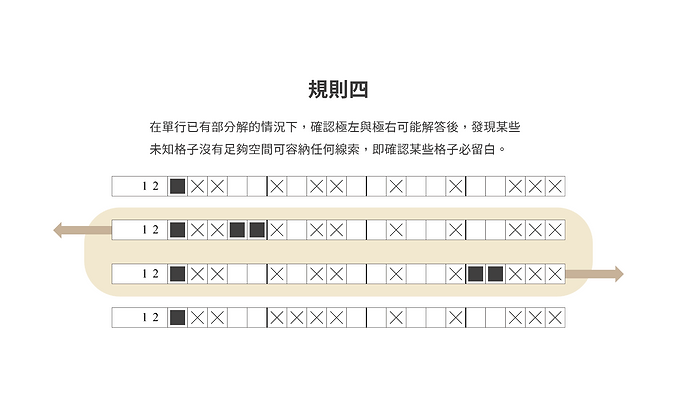 規則四
在單行已有部分解的情況下，確認極左與極右可能解答後，發現某些
未知格子沒有足夠空間可容納任何線索，即確認某些格子必留白。
1 2
1 2
1 2
1 2